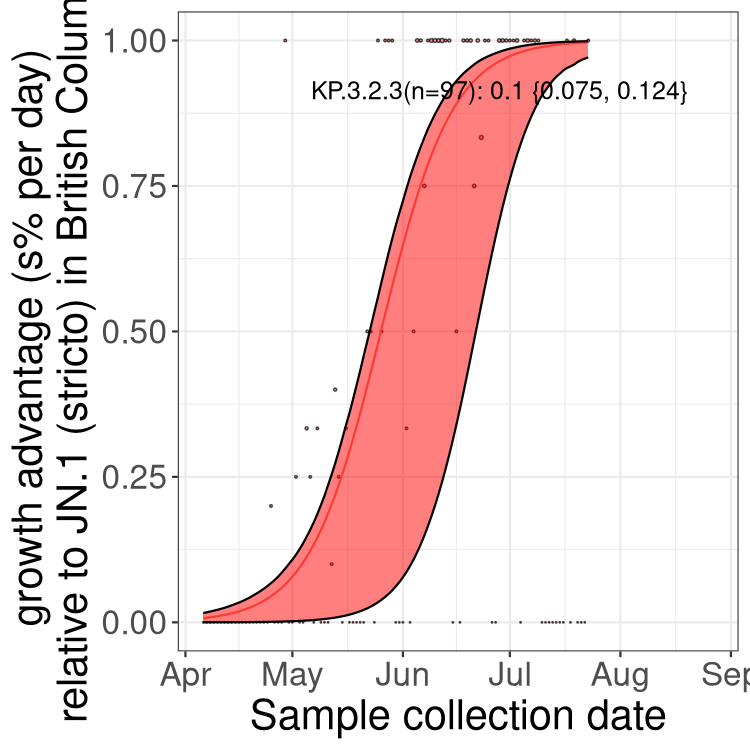 growth advantage (s% per day)
relative to JN.1 (stricto) in British Colum
1.00
0.75
0.50
0.25
0.00
KP.3.2.3(n=97): 0.1 {0.075, 0.124}
Apr May Jun Jul Aug Sep
Sample collection date